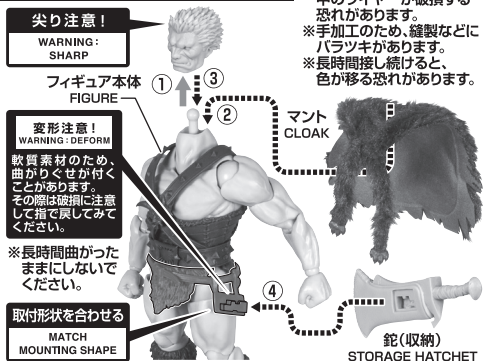 尖り注意！
WARNING：
SHARP
恐れがあります。
※手加工のため、縫製などに
バラツキがあります。
※長時間接し続けると、
色が移る恐れがあります。
フィギュア本体
FIGURE
①
③
②
マント
CLOAK
変形注意！
WARNING : DEFORM
軟質素材のため、
曲がりぐせが付く
ことがあります。
その際は破損に注意
して指で戻してみて
ください。
※長時間曲がった
ままにしないで
ください。
④
取付形状を合わせる
MATCH
MOUNTING SHAPE
鉈（収納）
STORAGE HATCHET